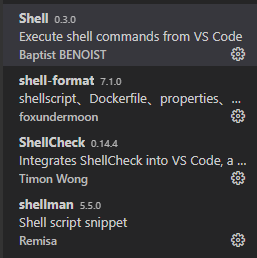 Shell 0.3.0
Execute shell commands from VS Code
Baptist BENOIST
shell-format 7.1.0
shellscript、Dockerfile、properties、...
foxundermoon
ShellCheck 0.14.4
Integrates ShellCheck into VS Code, a ...
Timon Wong
shellman 5.5.0
Shell script snippet
Remisa